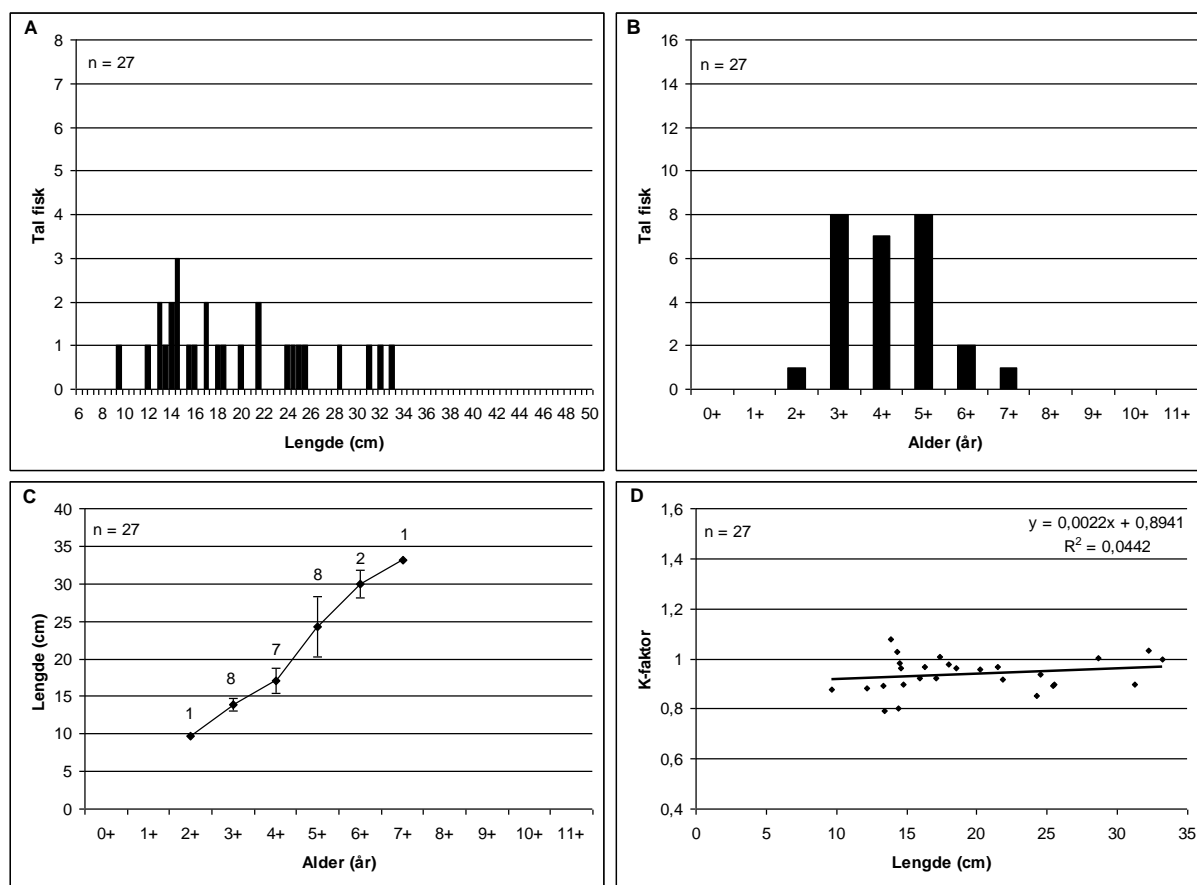 A
n = 27
Tal fisk
8
7
6
5
4
3
2
1
0
6 8 10 12 14 16 18 20 22 24 26 28 30 32 34 36 38 40 42 44 46 48 50
Lengde (cm)
B
n = 27
Tal fisk
16
14
12
10
8
6
4
2
0
0+ 1+ 2+ 3+ 4+ 5+ 6+ 7+ 8+ 9+ 10+ 11+
Alder (år)
C
n = 27
Lengde (cm)
40
35
30
25
20
15
10
5
0
1
8
7
8
2
1
0+ 1+ 2+ 3+ 4+ 5+ 6+ 7+ 8+ 9+ 10+ 11+
Alder (år)
D
n = 27
y = 0,0022x + 0,8941
R² = 0,0442
K-faktor
1,6
1,4
1,2
1
0,8
0,6
0,4
0 5 10 15 20 25 30 35
Lengde (cm)